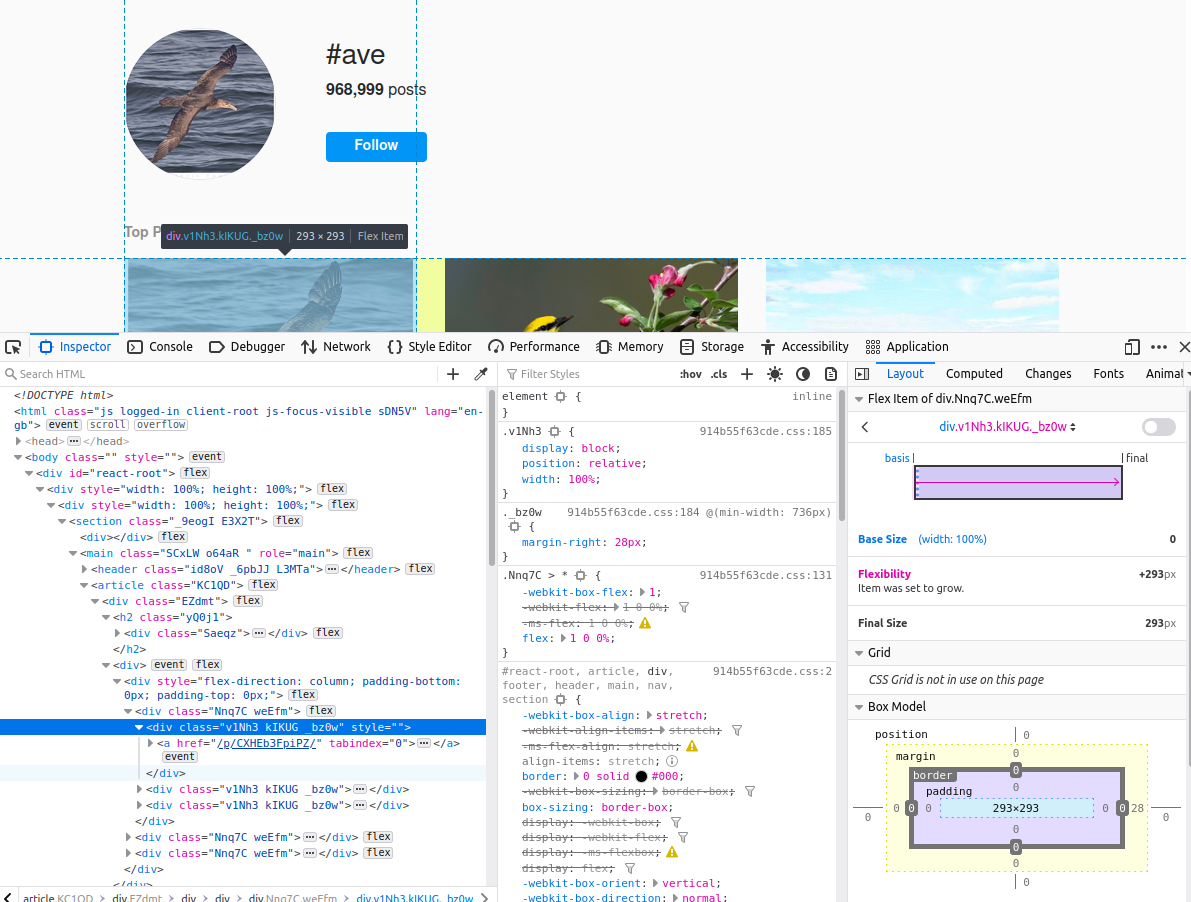 #ave
968,999 posts
Follow
Top P
div.v1Nh3.kIKUG._bz0w 293 × 293 Flex Item
Inspector Console Debugger Network Style Editor Performance Memory Storage Accessibility Application
Search HTML
<!DOCTYPE html>
<html class="js logged-in client-root js-focus-visible sDN5V" lang="en-
gb"> event scroll overflow
<head> ⋯ </head>
<body class="" style=""> event
<div id="react-root"> flex
<div style="width: 100%; height: 100%;"> flex
<div style="width: 100%; height: 100%;"> flex
<section class="_9eogI E3X2T"> flex
<div></div> flex
<main class="SCxLW o64aR " role="main"> flex
<header class="id8oV _6pbJJ L3MTa"> ⋯ </header> flex
<article class="KC1QD"> flex
<div class="EZdmt"> flex
<h2 class="yQ0j1">
<div class="Saeqz"> ⋯ </div> flex
</h2>
<div> event flex
<div style="flex-direction: column; padding-bottom:
0px; padding-top: 0px;"> flex
<div class="Nnq7C weEfm"> flex
<div class="v1Nh3 kIKUG _bz0w" style="">
<a href="/p/CXHEb3FpiPZ/" tabindex="0"> ⋯ </a>
event
</div>
<div class="v1Nh3 kIKUG _bz0w"> ⋯ </div>
<div class="v1Nh3 kIKUG _bz0w"> ⋯ </div>
</div>
<div class="Nnq7C weEfm"> ⋯ </div> flex
<div class="Nnq7C weEfm"> ⋯ </div> flex
</div>
</div>
article.KC1QD > div.EZdmt > div > div > div.Nnq7C.weEfm > div.v1Nh3.kIKUG._bz0w
Filter Styles :hov .cls
element { inline
}
.v1Nh3 { 914b55f63cde.css:185
display: block;
position: relative;
width: 100%;
}
._bz0w 914b55f63cde.css:184 @(min-width: 736px)
{
margin-right: 28px;
}
.Nnq7C > * { 914b55f63cde.css:131
-webkit-box-flex: 1;
-webkit-flex: 1 0 0%;
-ms-flex: 1 0 0%;
flex: 1 0 0%;
}
#react-root, article, div, 914b55f63cde.css:2
footer, header, main, nav,
section {
-webkit-box-align: stretch;
-webkit-align-items: stretch;
-ms-flex-align: stretch;
align-items: stretch;
border: 0 solid #000;
-webkit-box-sizing: border-box;
box-sizing: border-box;
display: -webkit-box;
display: -webkit-flex;
display: -ms-flexbox;
display: flex;
-webkit-box-orient: vertical;
-webkit-box-direction: normal;
Layout Computed Changes Fonts Animat
Flex Item of div.Nnq7C.weEfm
div.v1Nh3.kIKUG._bz0w
basis final
Base Size (width: 100%) 0
Flexibility +293px
Item was set to grow.
Final Size 293px
Grid
CSS Grid is not in use on this page
Box Model
position 0
margin 0
border 0
padding 0
0 0 0 0 293×293 0 0 28 0
0
0
0
0